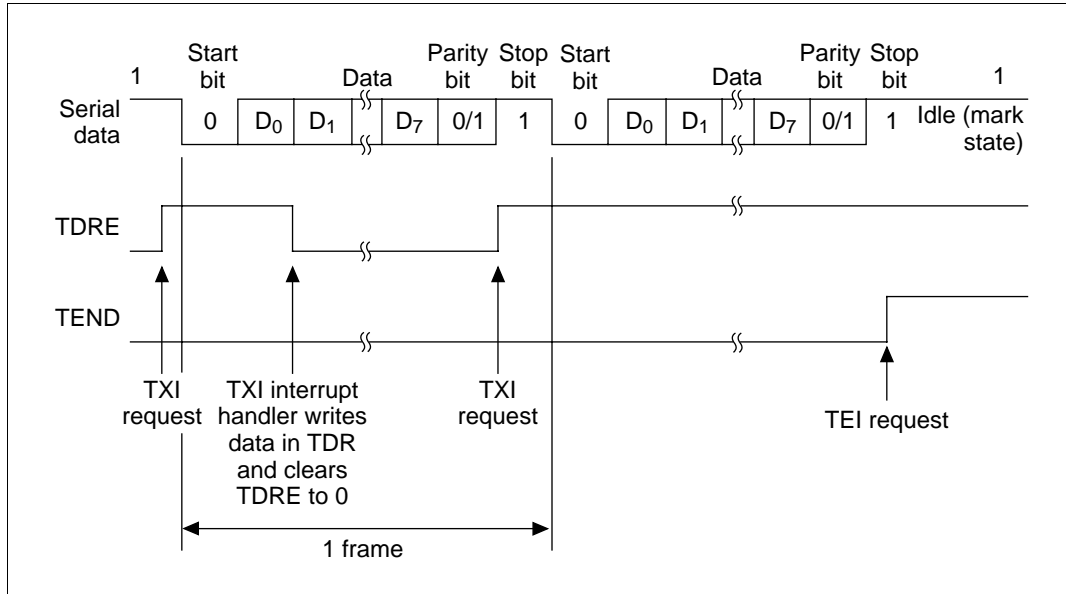 1
Start
bit
Data
Parity
bit
Stop
bit
Start
bit
Data
Parity
bit
Stop
bit
1
Serial
data
0
D0
D1
D7
0/1
1
0
D0
D1
D7
0/1
1
Idle (mark
state)
TDRE
TEND
TXI
request
TXI interrupt
handler writes
data in TDR
and clears
TDRE to 0
TXI
request
TEI request
1 frame